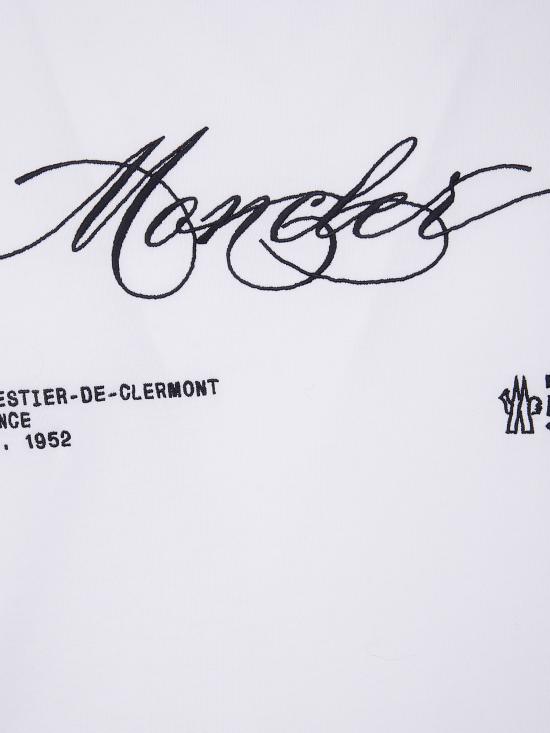 Moncler
ESTIER-DE-CLERMONT
NCE
. 1952